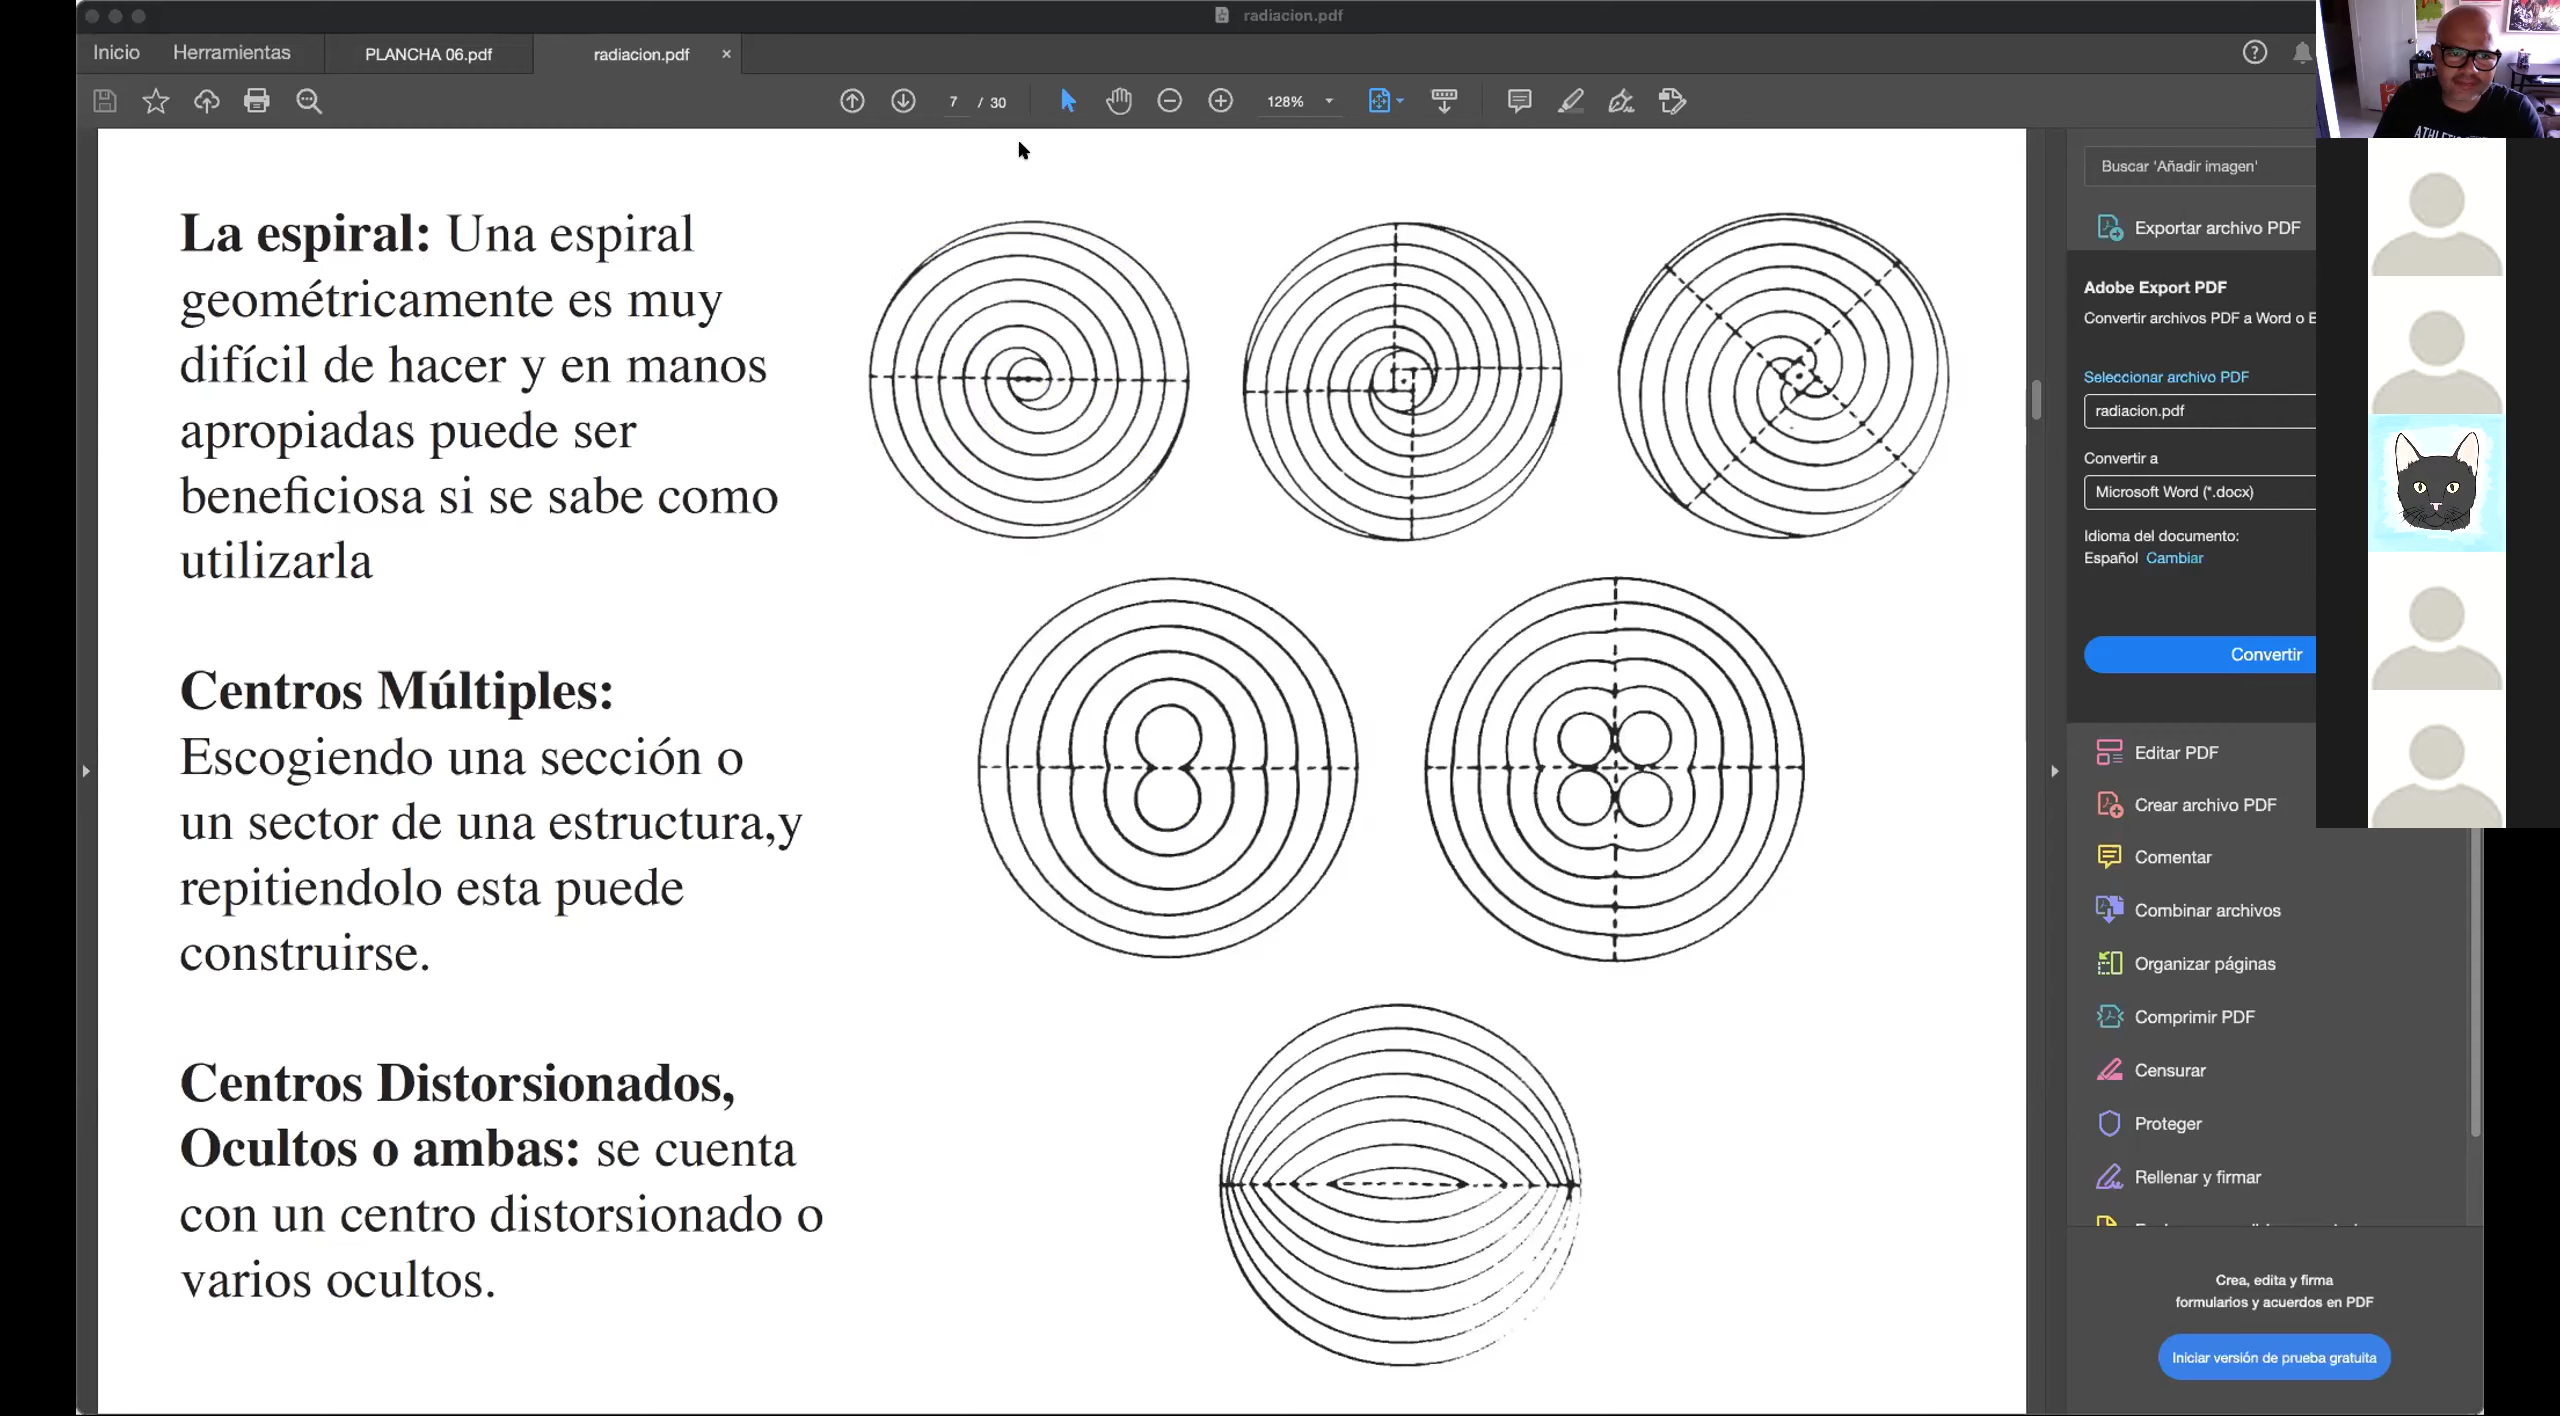 radiacion.pdf
Inicio
Herramientas
PLANCHA 06.pdf
radiacion.pdf
×
7 / 30
128%
La espiral: Una espiral
geométricamente es muy
difícil de hacer y en manos
apropiadas puede ser
beneficiosa si se sabe como
utilizarla
Centros Múltiples:
Escogiendo una sección o
un sector de una estructura,y
repitiendolo esta puede
construirse.
Centros Distorsionados,
Ocultos o ambas: se cuenta
con un centro distorsionado o
varios ocultos.
Buscar 'Añadir imagen'
Exportar archivo PDF
Adobe Export PDF
Convertir archivos PDF a Word o E
Seleccionar archivo PDF
radiacion.pdf
Convertir a
Microsoft Word (*.docx)
Idioma del documento:
Español Cambiar
Convertir
Editar PDF
Crear archivo PDF
Comentar
Combinar archivos
Organizar páginas
Comprimir PDF
Censurar
Proteger
Rellenar y firmar
Crea, edita y firma
formularios y acuerdos en PDF
Iniciar versión de prueba gratuita